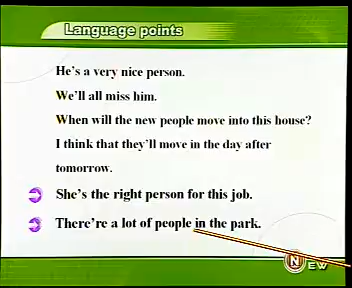 Language points
He's a very nice person.
We'll all miss him.
When will the new people move into this house?
I think that they'll move in the day after
tomorrow.
She's the right person for this job.
There're a lot of people in the park.
NEW